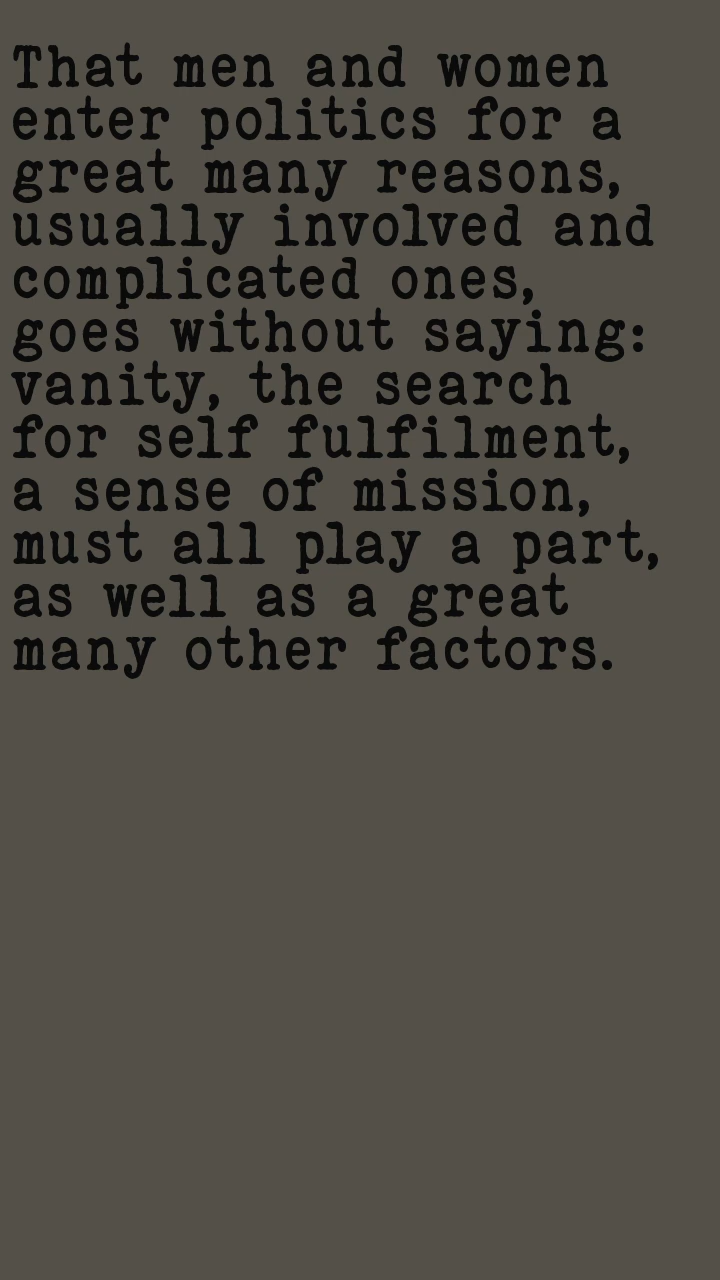 That men and women
enter politics for a
great many reasons,
usually involved and
complicated ones,
goes without saying:
vanity, the search
for self fulfilment,
a sense of mission,
must all play a part,
as well as a great
many other factors.